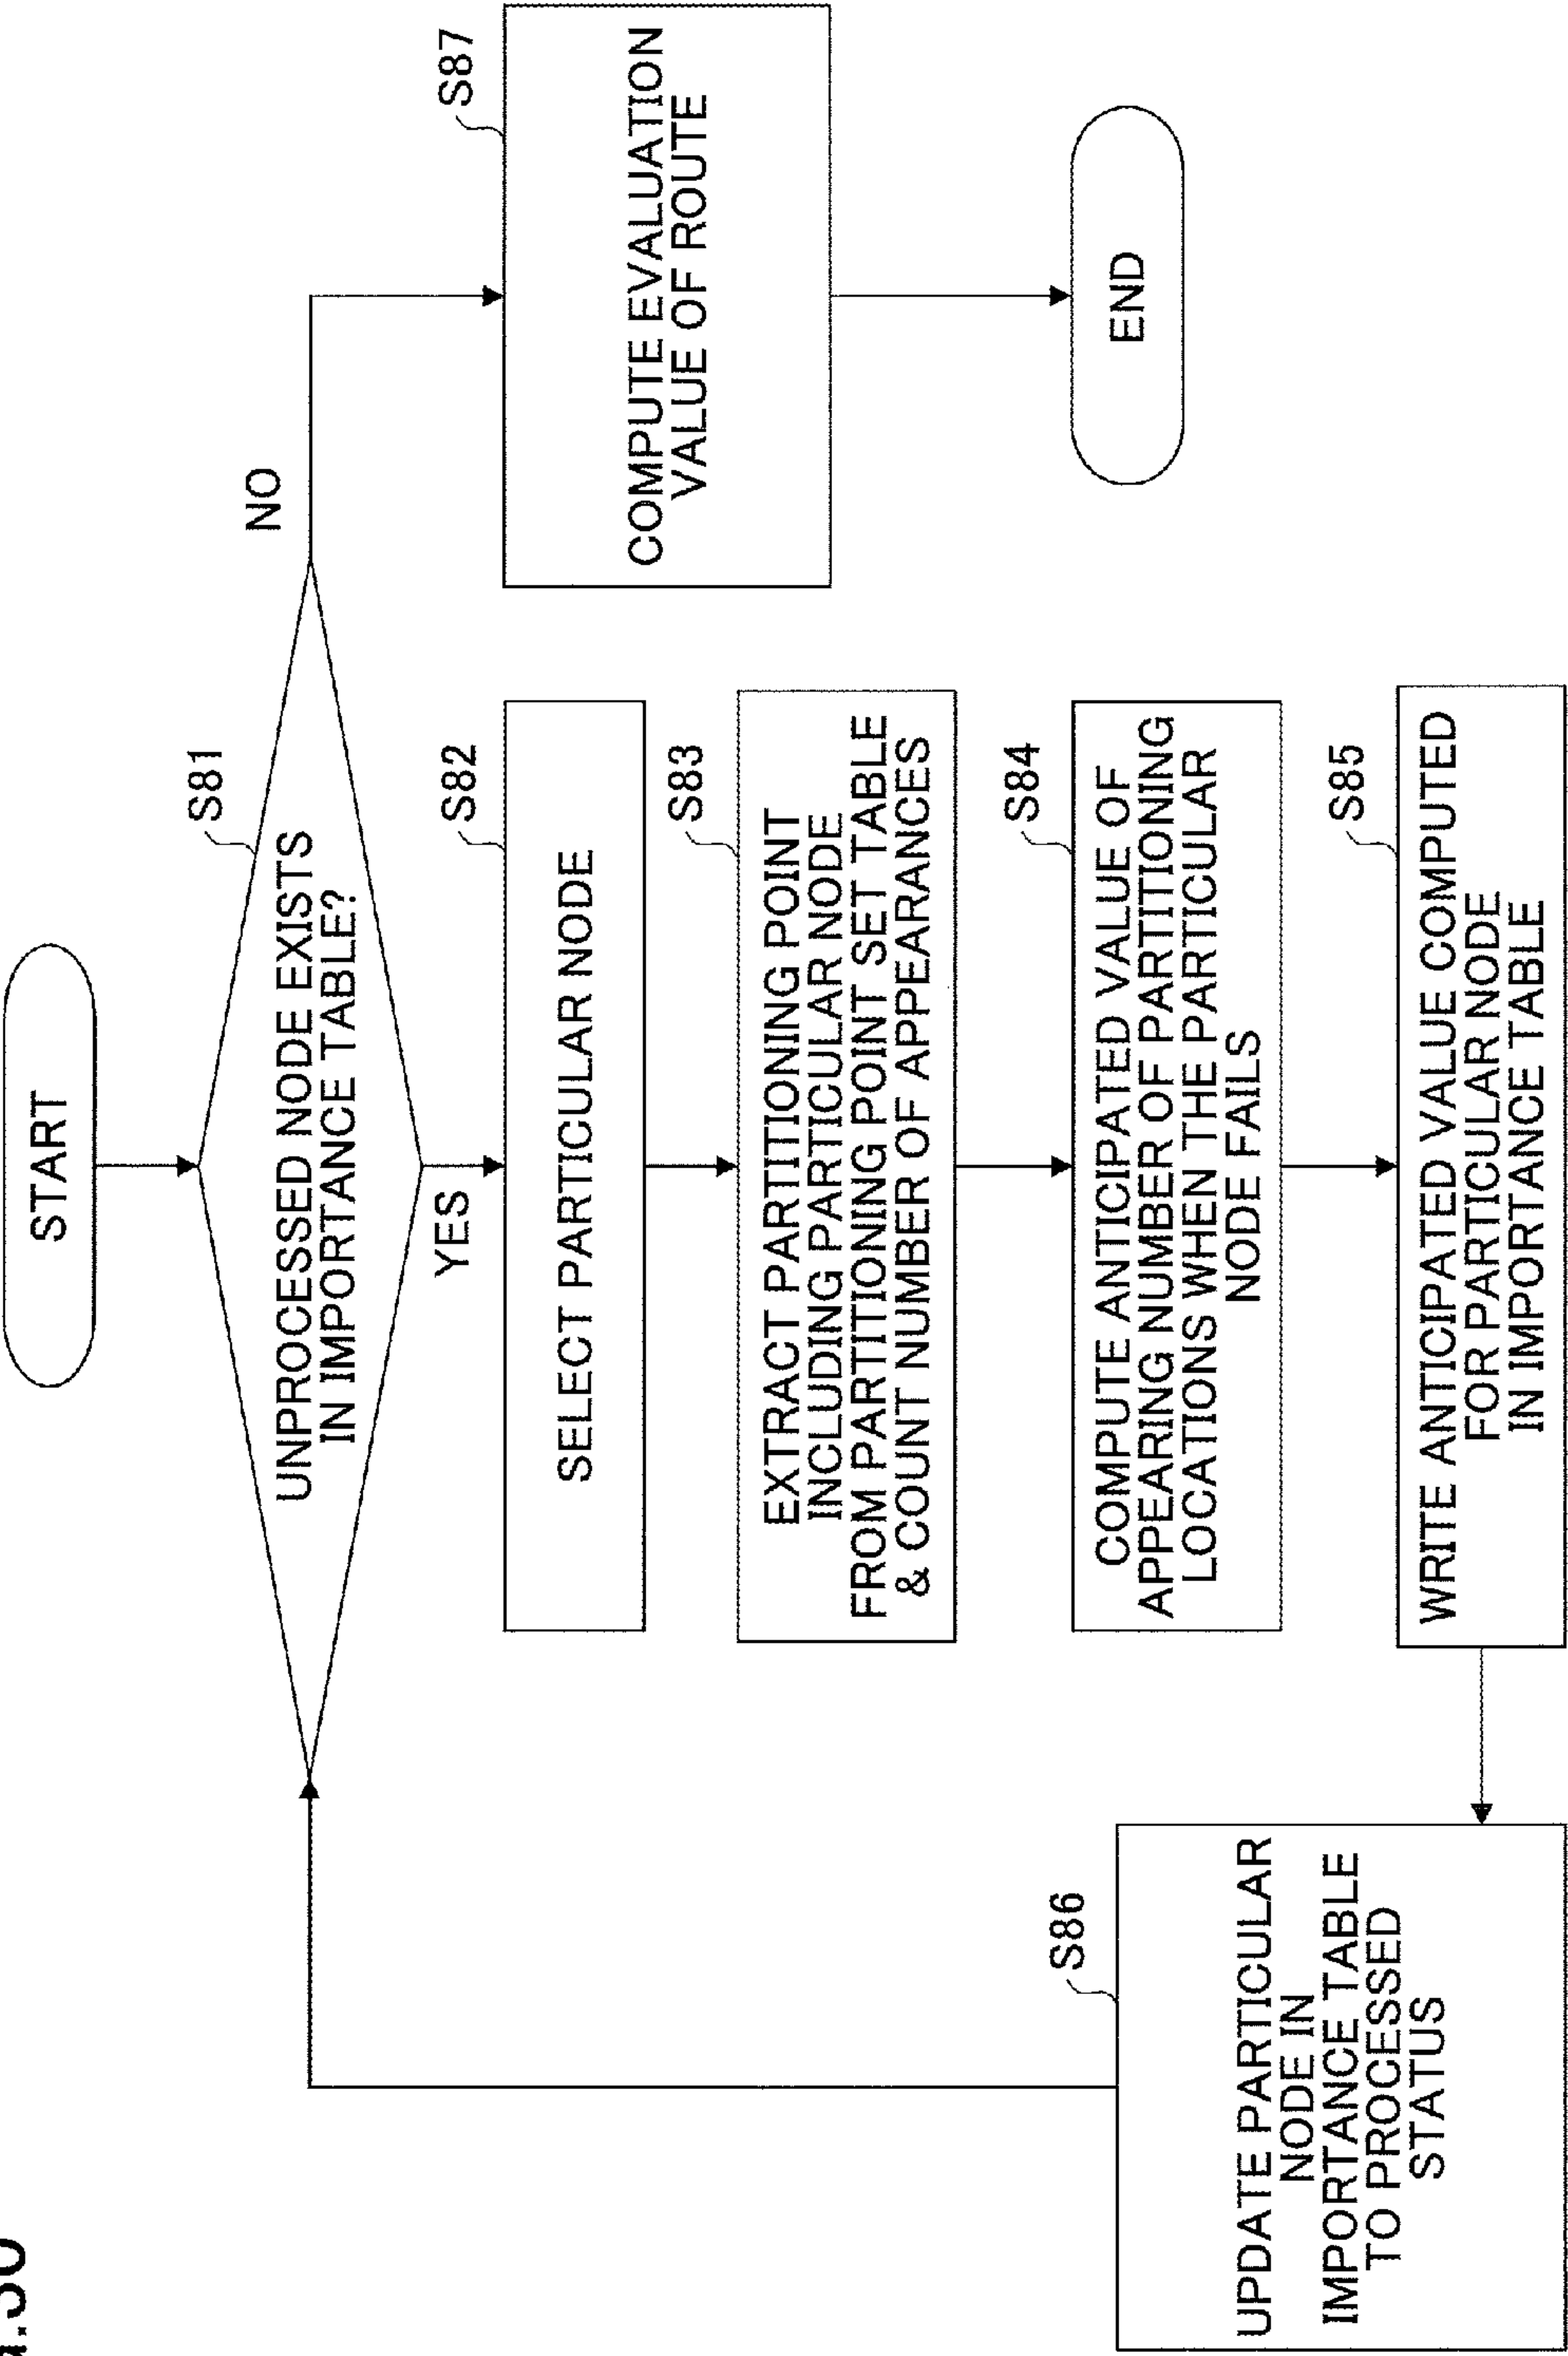 START
S81
UNPROCESSED NODE EXISTS
IN IMPORTANCE TABLE?
NO
YES
S82
SELECT PARTICULAR NODE
S83
EXTRACT PARTITIONING POINT
INCLUDING PARTICULAR NODE
FROM PARTITIONING POINT SET TABLE
& COUNT NUMBER OF APPEARANCES
S84
COMPUTE ANTICIPATED VALUE OF
APPEARING NUMBER OF PARTITIONING
LOCATIONS WHEN THE PARTICULAR
NODE FAILS
S85
WRITE ANTICIPATED VALUE COMPUTED
FOR PARTICULAR NODE
IN IMPORTANCE TABLE
S86
UPDATE PARTICULAR
NODE IN
IMPORTANCE TABLE
TO PROCESSED
STATUS
S87
COMPUTE EVALUATION
VALUE OF ROUTE
END